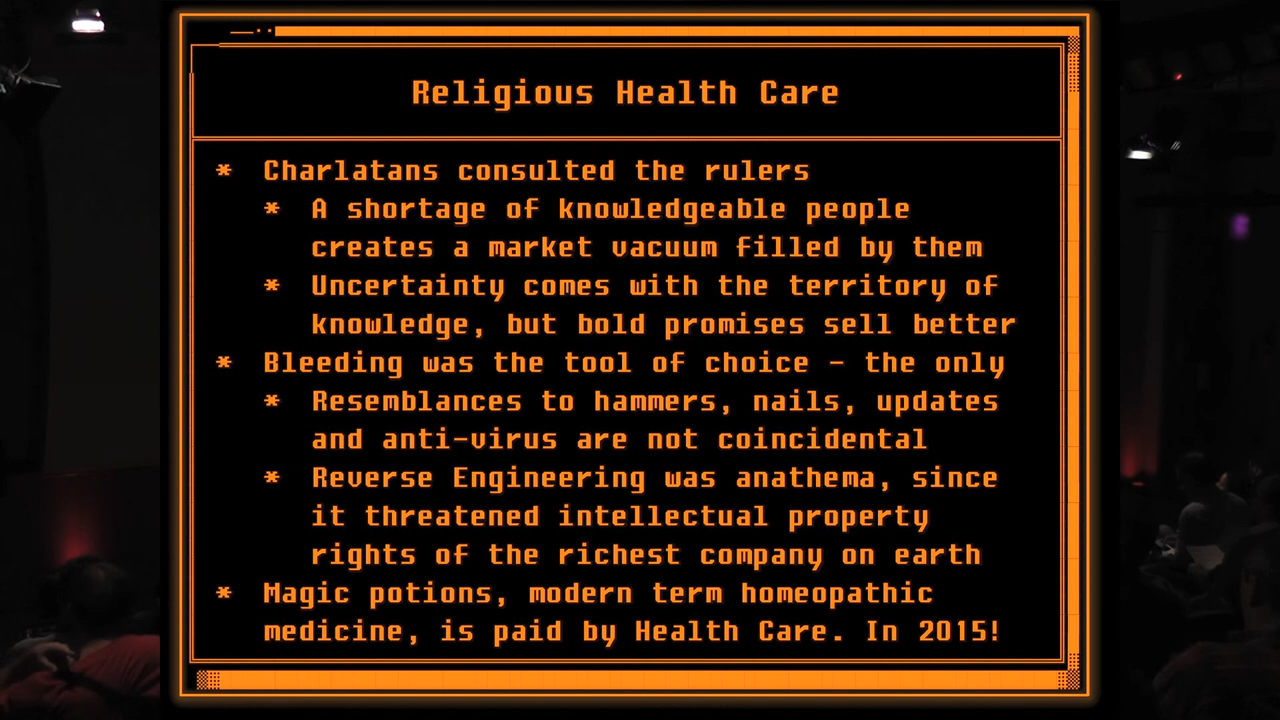 Religious Health Care
* Charlatans consulted the rulers
* A shortage of knowledgeable people
creates a market vacuum filled by them
* Uncertainty comes with the territory of
knowledge, but bold promises sell better
* Bleeding was the tool of choice - the only
* Resemblances to hammers, nails, updates
and anti-virus are not coincidental
* Reverse Engineering was anathema, since
it threatened intellectual property
rights of the richest company on earth
* Magic potions, modern term homeopathic
medicine, is paid by Health Care. In 2015!